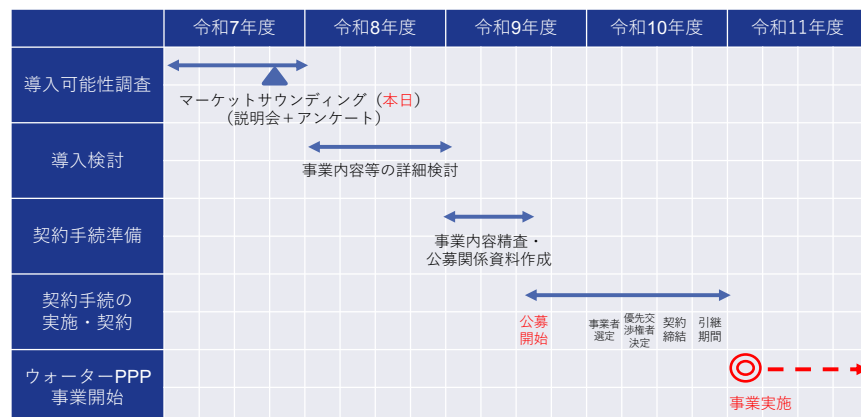 令和7年度
令和8年度
令和9年度
令和10年度
令和11年度
導入可能性調査
マーケットサウンディング（本日）
（説明会＋アンケート）
導入検討
事業内容等の詳細検討
契約手続準備
事業内容精査・
公募関係資料作成
契約手続の
実施・契約
公募
開始
事業者
選定
優先交
渉権者
決定
契約
締結
引継
期間
ウォーターPPP
事業開始
事業実施